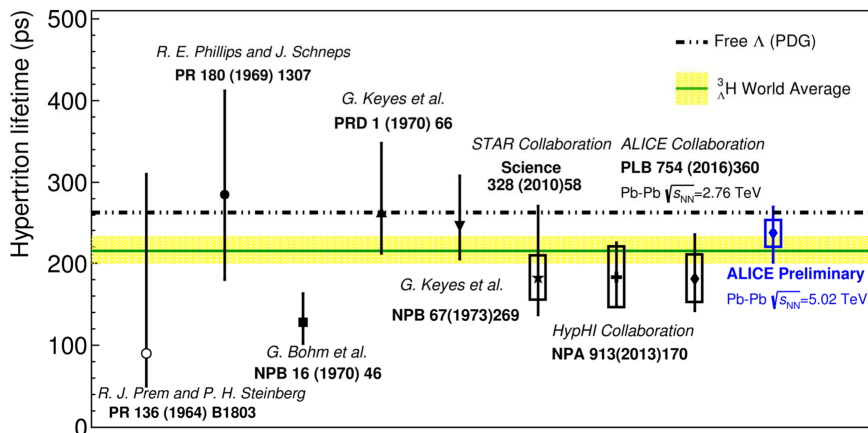 Hypertriton lifetime (ps)
500
400
300
200
100
0
R. E. Phillips and J. Schneps
PR 180 (1969) 1307
Free Λ (PDG)
³ΛH World Average
G. Keyes et al.
PRD 1 (1970) 66
STAR Collaboration
Science
328 (2010)58
ALICE Collaboration
PLB 754 (2016)360
Pb-Pb √sNN=2.76 TeV
G. Keyes et al.
NPB 67(1973)269
ALICE Preliminary
Pb-Pb √sNN=5.02 TeV
HypHI Collaboration
NPA 913(2013)170
G. Bohm et al.
NPB 16 (1970) 46
R. J. Prem and P. H. Steinberg
PR 136 (1964) B1803